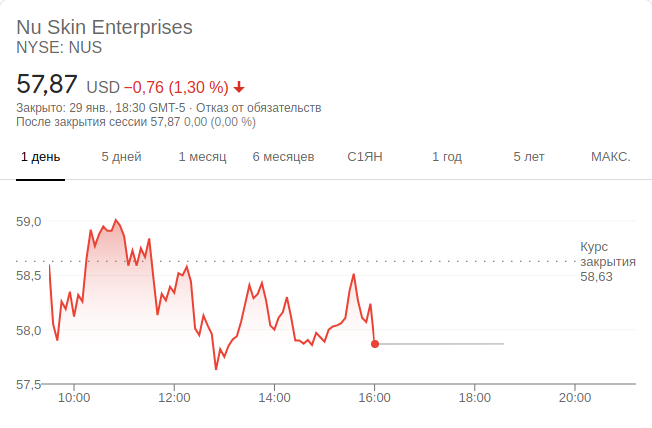 Nu Skin Enterprises
NYSE: NUS
57,87 USD −0,76 (1,30 %)
Закрыто: 29 янв., 18:30 GMT-5 · Отказ от обязательств
После закрытия сессии 57,87 0,00 (0,00 %)
1 день 5 дней 1 месяц 6 месяцев С1ЯН 1 год 5 лет МАКС.
59,0
58,5
58,0
57,5
Курс
закрытия
58,63
10:00 12:00 14:00 16:00 18:00 20:00